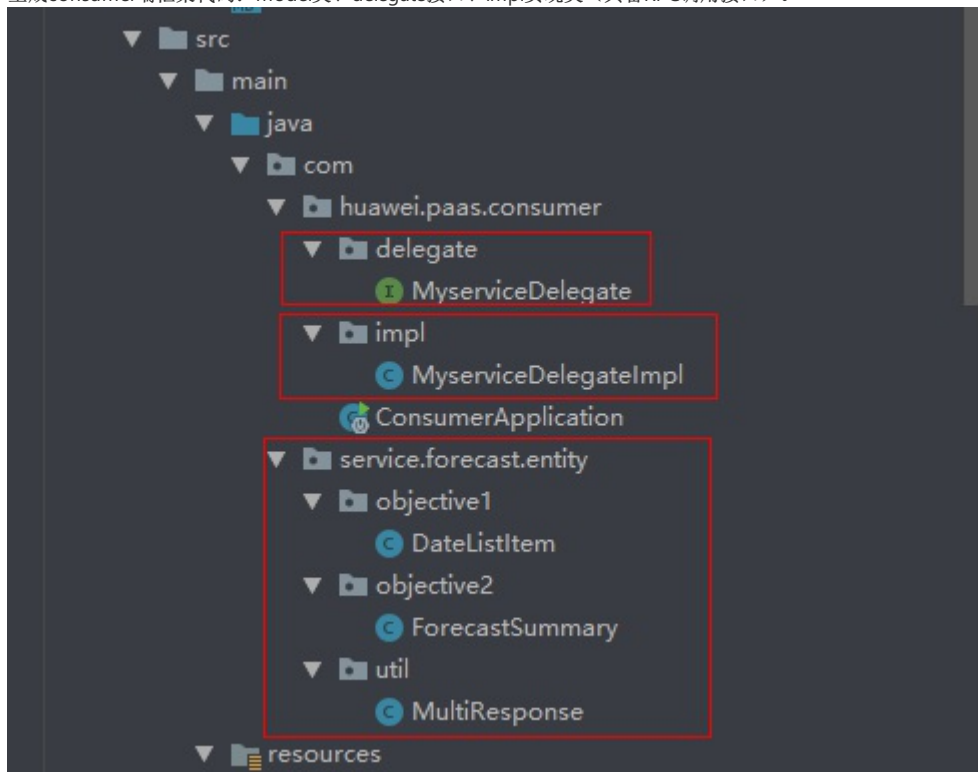 src
main
java
com
huawei.paas.consumer
delegate
I MyserviceDelegate
impl
C MyserviceDelegateImpl
ConsumerApplication
service.forecast.entity
objective1
C DateListItem
objective2
C ForecastSummary
util
C MultiResponse
resources